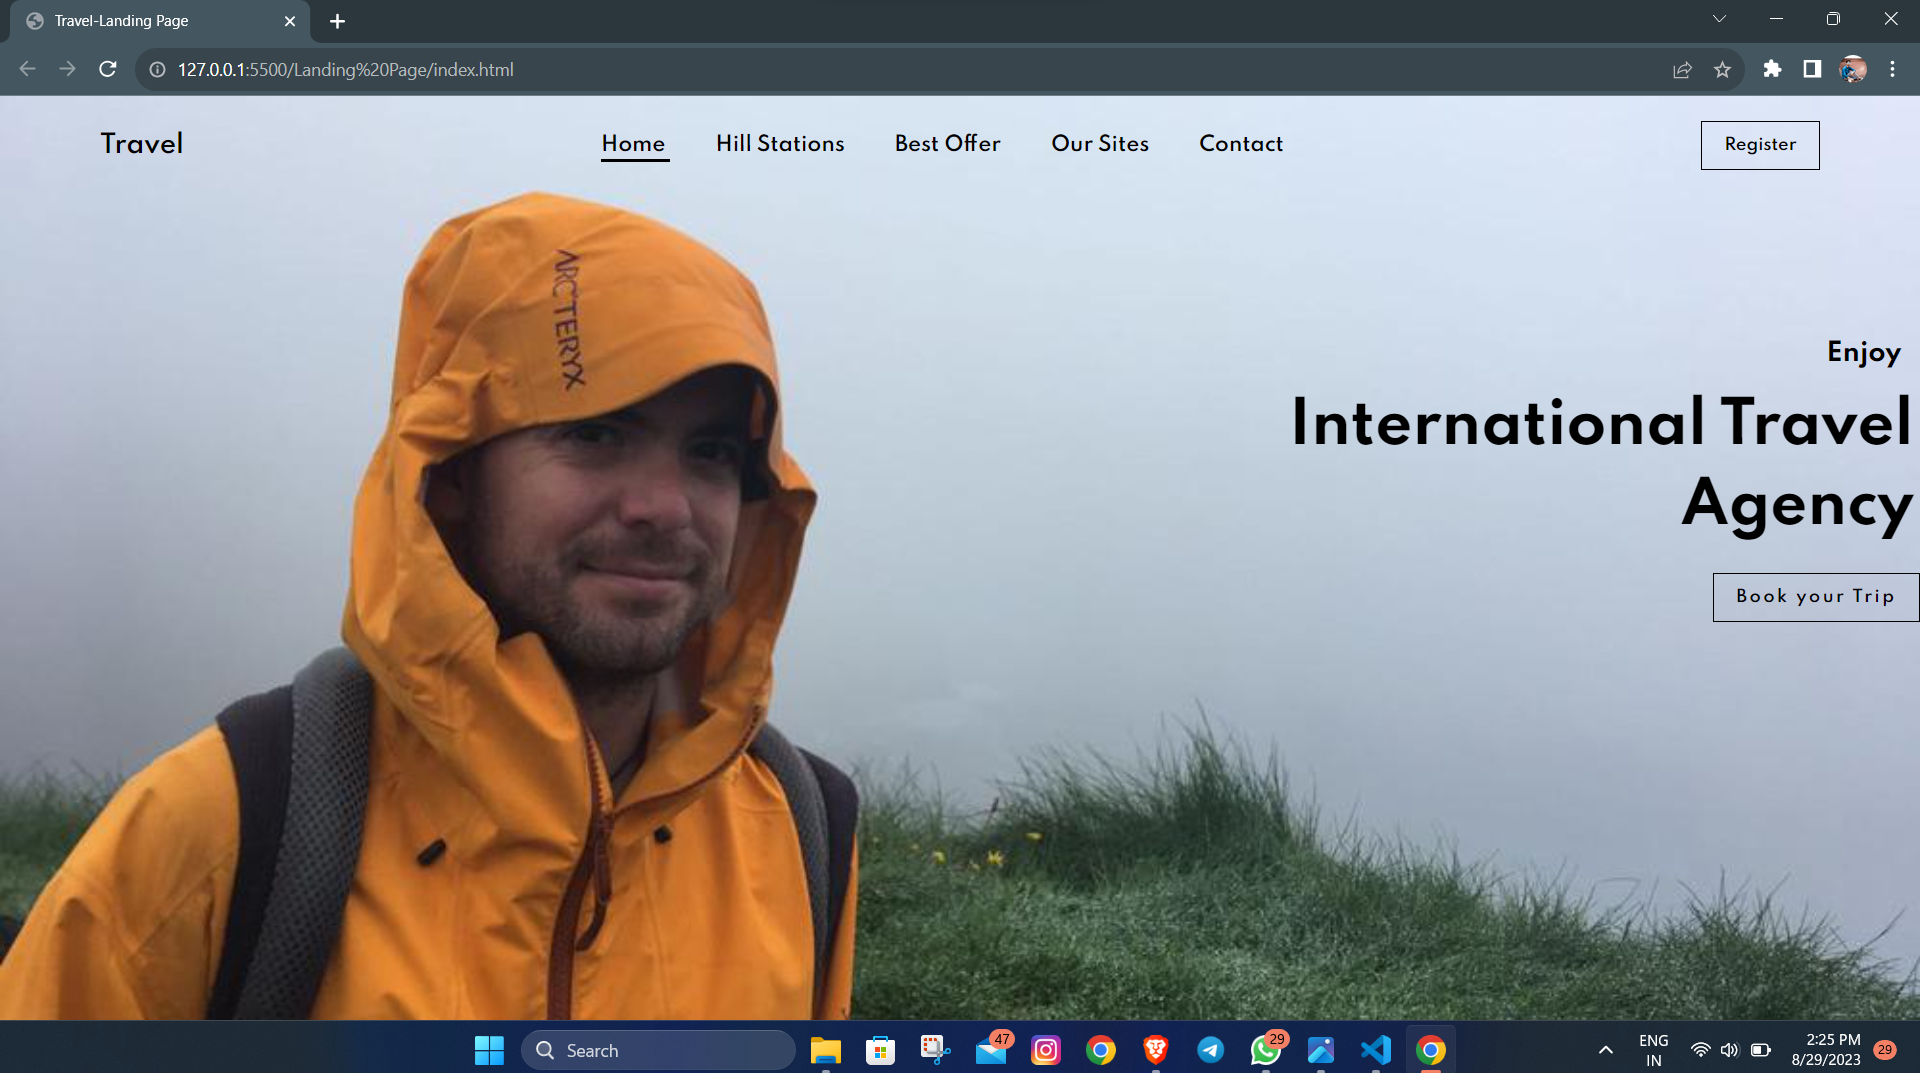 Travel-Landing Page
127.0.0.1:5500/Landing%20Page/index.html
Travel
Home
Hill Stations
Best Offer
Our Sites
Contact
Register
ARC'TERYX
Enjoy
International Travel
Agency
Book your Trip
Search
47
29
ENG
IN
2:25 PM
8/29/2023
29